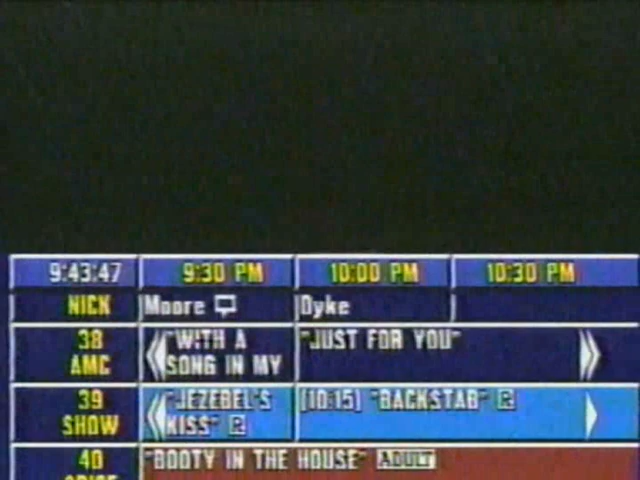 9:43:47 9:30 PM 10:00 PM 10:30 PM
NICK Moore Dyke
38 "WITH A "JUST FOR YOU"
AMC SONG IN MY
39 "JEZEBEL'S (10:15) "BACKSTAB" R
SHOW KISS" R
40 "BOOTY IN THE HOUSE" ADULT